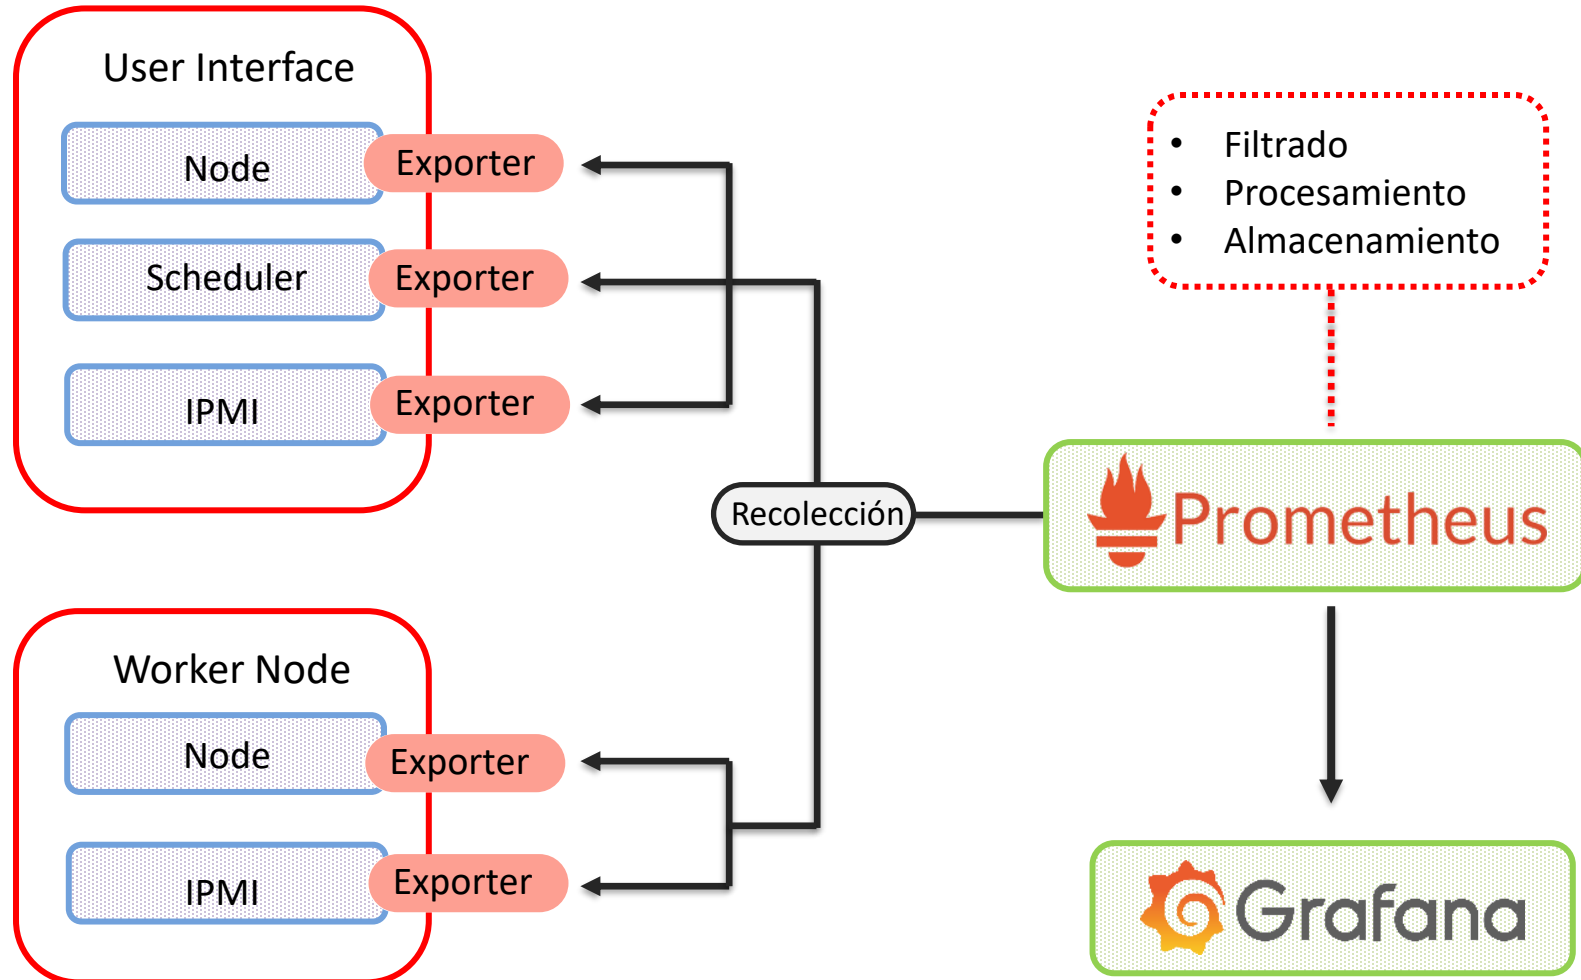 User Interface
Node
Exporter
Scheduler
Exporter
IPMI
Exporter
Worker Node
Node
Exporter
IPMI
Exporter
Recolección
• Filtrado
• Procesamiento
• Almacenamiento
Prometheus
Grafana